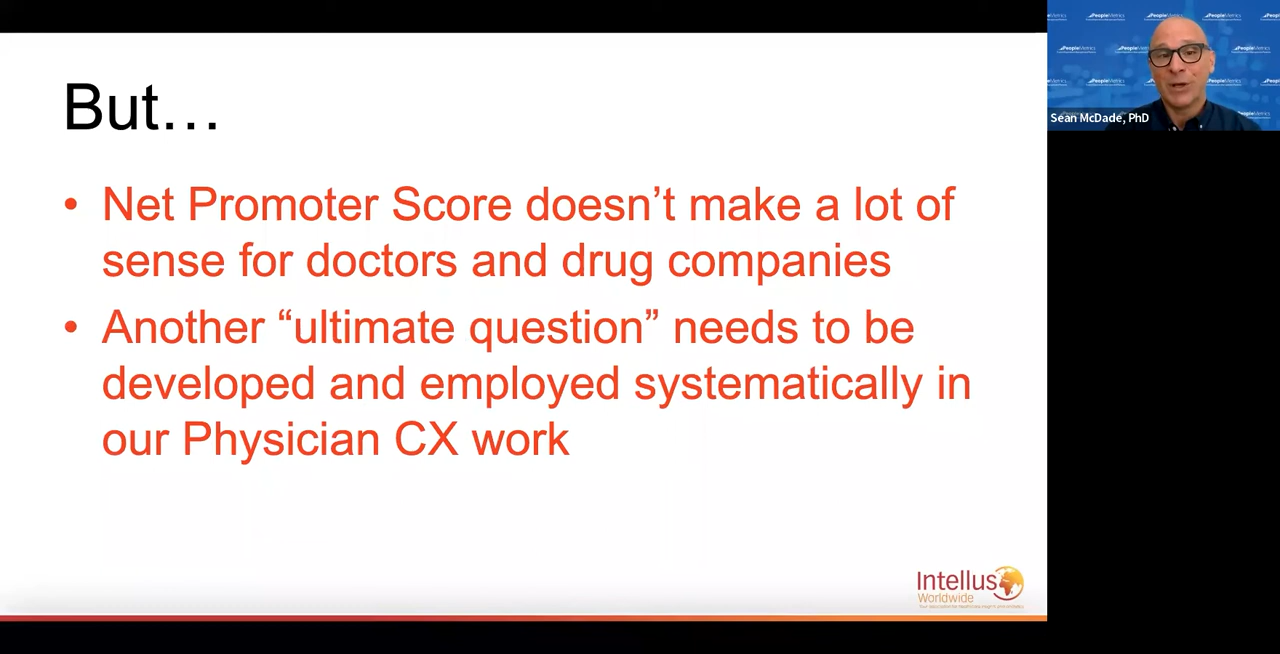 But…
• Net Promoter Score doesn’t make a lot of
sense for doctors and drug companies
• Another “ultimate question” needs to be
developed and employed systematically in
our Physician CX work
Intellus
Worldwide
PeopleMetrics
Sean McDade, PhD